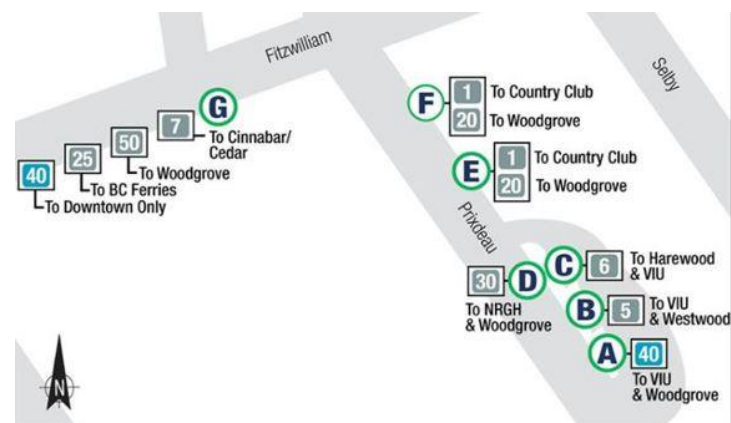 Fitzwilliam
Selby
G
7
To Cinnabar/
Cedar
50
To Woodgrove
25
To BC Ferries
40
To Downtown Only
F
1 To Country Club
20 To Woodgrove
E
1 To Country Club
20 To Woodgrove
Prixdeau
C
6
To Harewood
& VIU
30
D
To NRGH
& Woodgrove
B
5
To VIU
& Westwood
A
40
To VIU
& Woodgrove
N